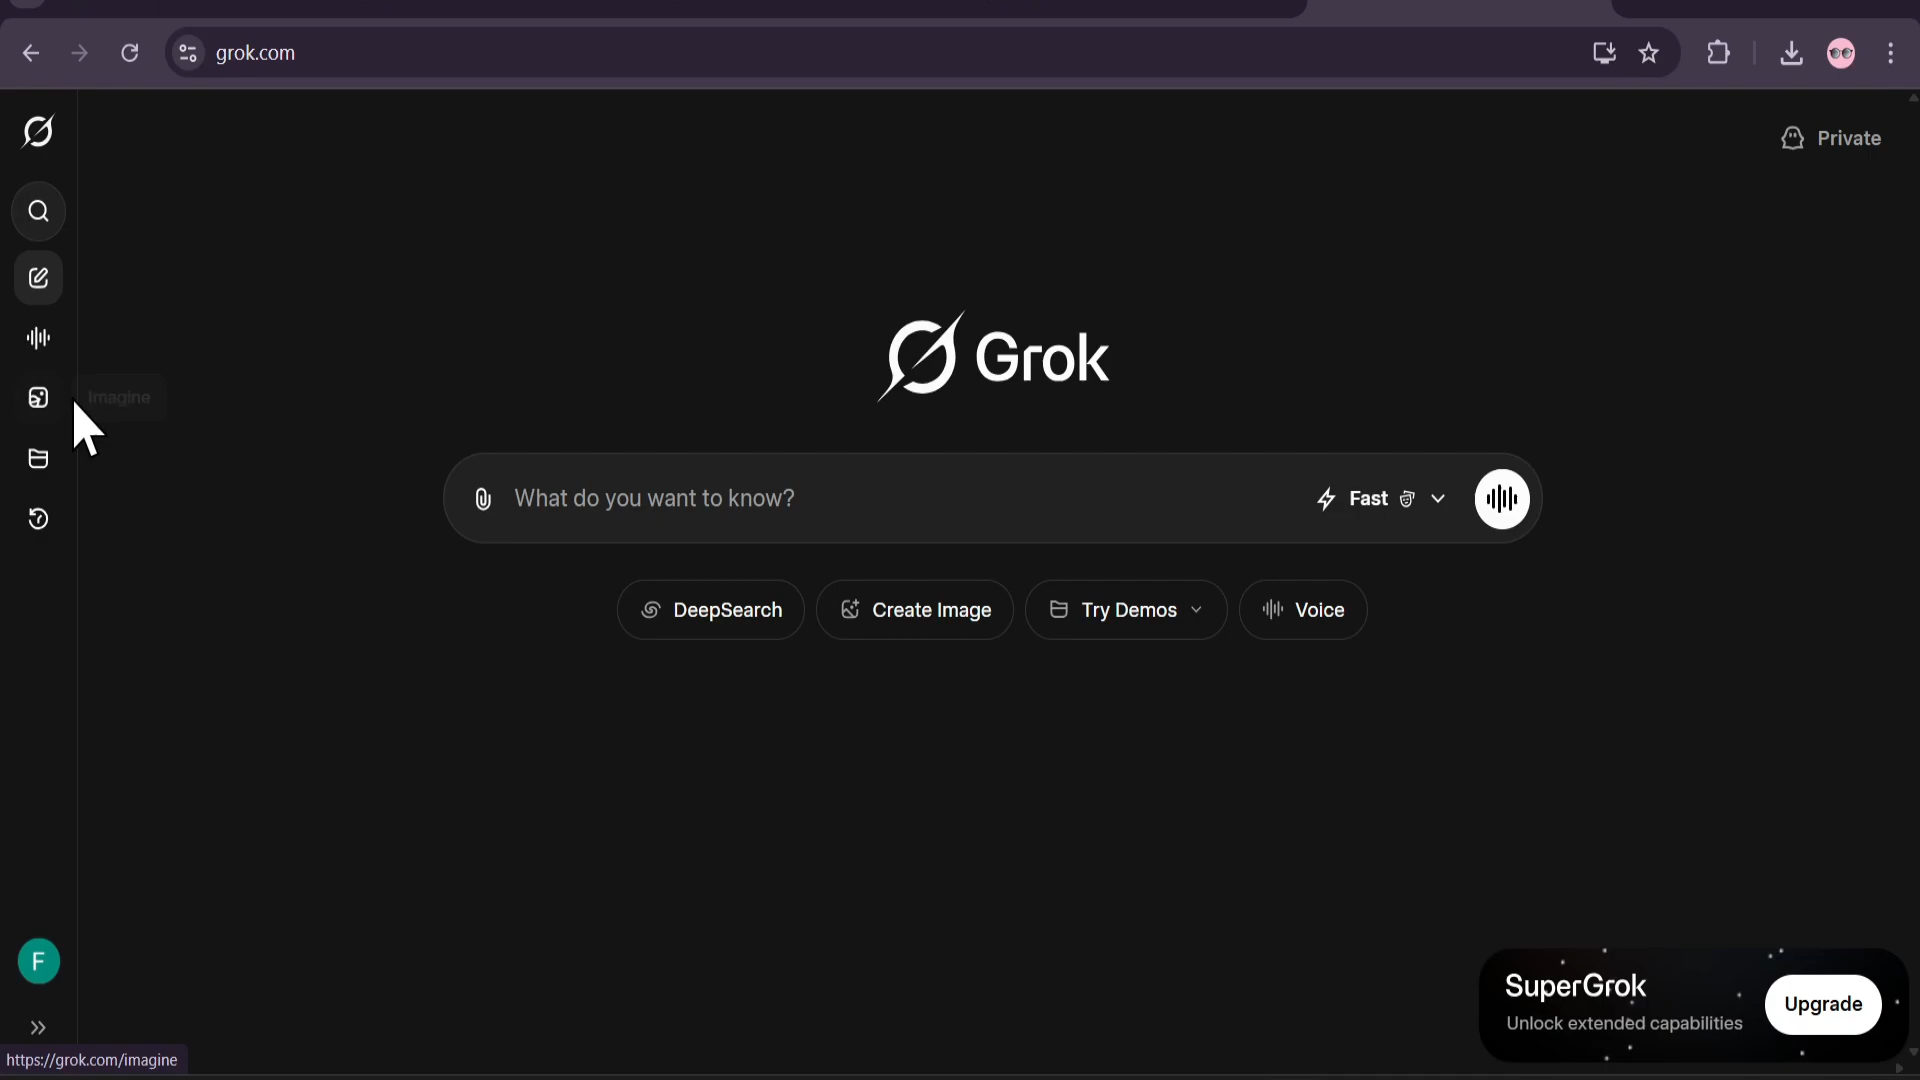 grok.com
Private
Imagine
Grok
What do you want to know?
Fast
DeepSearch
Create Image
Try Demos
Voice
F
SuperGrok
Unlock extended capabilities
Upgrade
https://grok.com/imagine